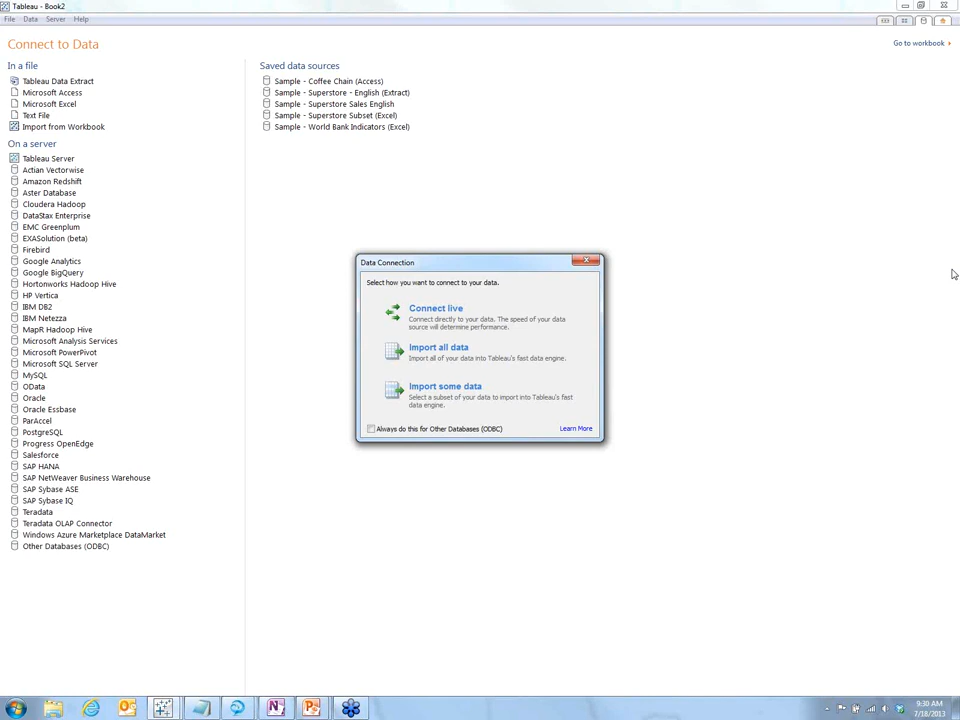 Tableau - Book2
File Data Server Help
Connect to Data
Go to workbook
In a file
Tableau Data Extract
Microsoft Access
Microsoft Excel
Text File
Import from Workbook
On a server
Tableau Server
Actian Vectorwise
Amazon Redshift
Aster Database
Cloudera Hadoop
DataStax Enterprise
EMC Greenplum
EXASolution (beta)
Firebird
Google Analytics
Google BigQuery
Hortonworks Hadoop Hive
HP Vertica
IBM DB2
IBM Netezza
MapR Hadoop Hive
Microsoft Analysis Services
Microsoft PowerPivot
Microsoft SQL Server
MySQL
OData
Oracle
Oracle Essbase
ParAccel
PostgreSQL
Progress OpenEdge
Salesforce
SAP HANA
SAP NetWeaver Business Warehouse
SAP Sybase ASE
SAP Sybase IQ
Teradata
Teradata OLAP Connector
Windows Azure Marketplace DataMarket
Other Databases (ODBC)
Saved data sources
Sample - Coffee Chain (Access)
Sample - Superstore - English (Extract)
Sample - Superstore Sales English
Sample - Superstore Subset (Excel)
Sample - World Bank Indicators (Excel)
Data Connection
Select how you want to connect to your data.
Connect live
Connect directly to your data. The speed of your data
source will determine performance.
Import all data
Import all of your data into Tableau's fast data engine.
Import some data
Select a subset of your data to import into Tableau's fast
data engine.
Always do this for Other Databases (ODBC)
Learn More
9:30 AM
7/18/2013